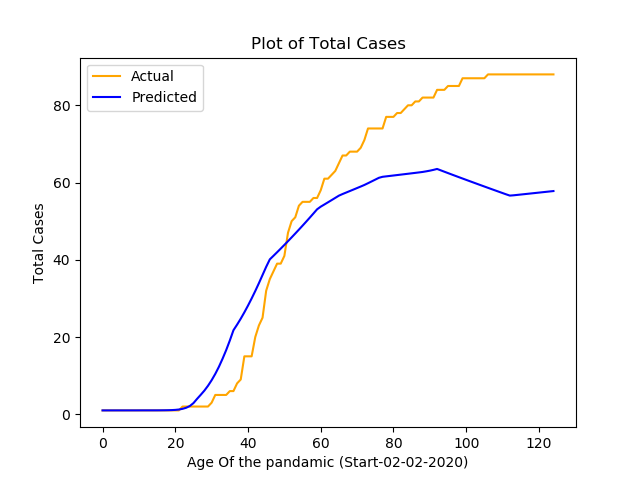 Plot of Total Cases
Actual
Predicted
80
60
40
20
0
Total Cases
0 20 40 60 80 100 120
Age Of the pandamic (Start-02-02-2020)